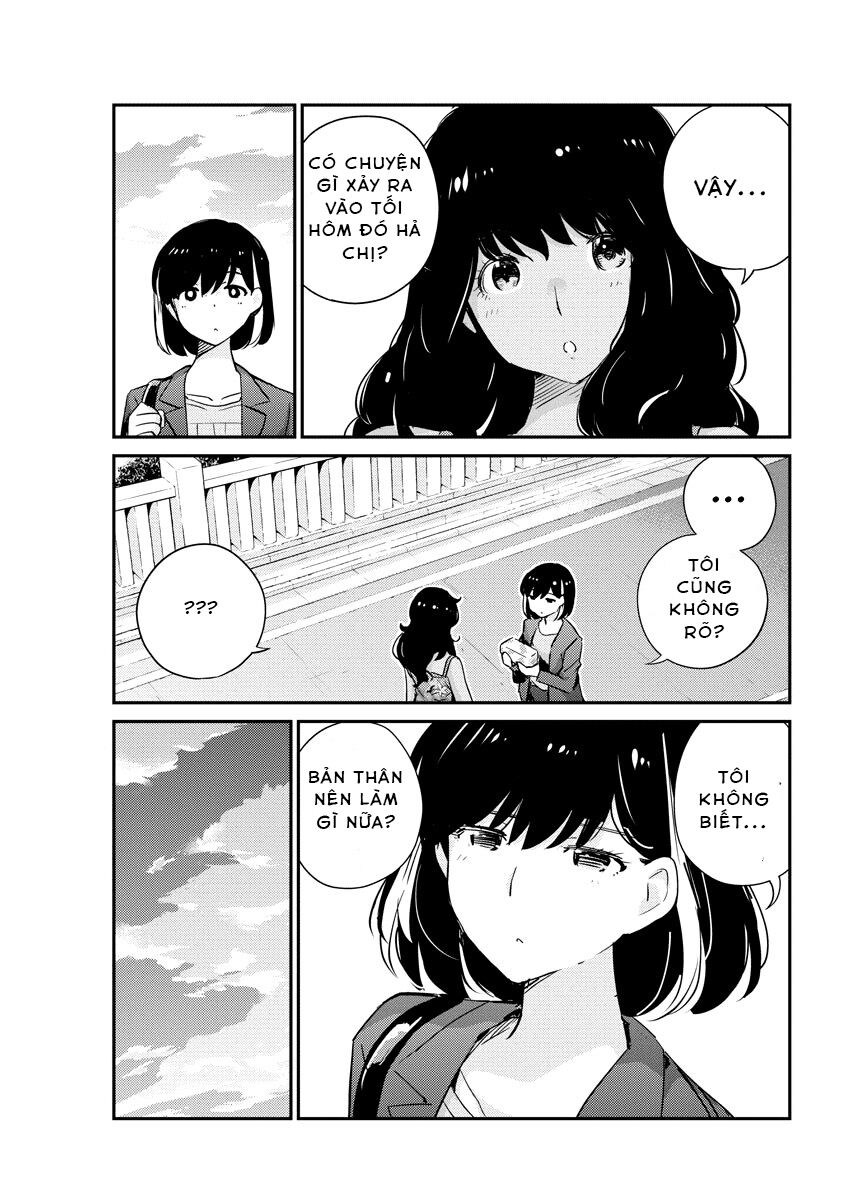 VẬY...
CÓ CHUYỆN
GÌ XẢY RA
VÀO TỐI
HÔM ĐÓ HẢ
CHỊ?
...
TÔI
CŨNG
KHÔNG
RÕ?
???
TÔI
KHÔNG
BIẾT...
BẢN THÂN
NÊN LÀM
GÌ NỮA?